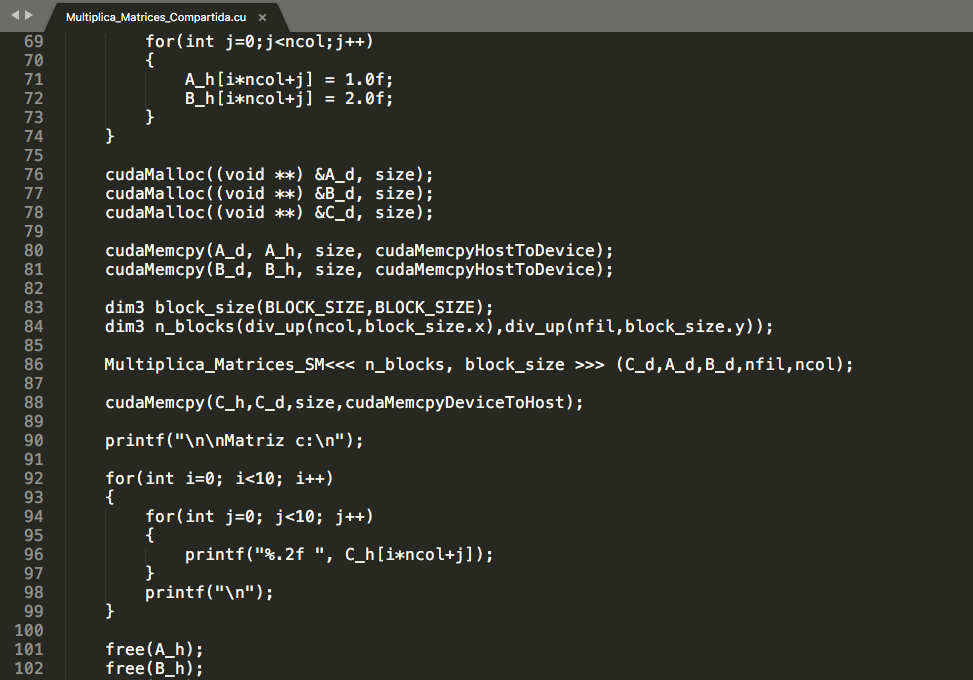 Multiplica_Matrices_Compartida.cu ×
69 for(int j=0;j<ncol;j++)
70 {
71 A_h[i*ncol+j] = 1.0f;
72 B_h[i*ncol+j] = 2.0f;
73 }
74 }
75
76 cudaMalloc((void **) &A_d, size);
77 cudaMalloc((void **) &B_d, size);
78 cudaMalloc((void **) &C_d, size);
79
80 cudaMemcpy(A_d, A_h, size, cudaMemcpyHostToDevice);
81 cudaMemcpy(B_d, B_h, size, cudaMemcpyHostToDevice);
82
83 dim3 block_size(BLOCK_SIZE,BLOCK_SIZE);
84 dim3 n_blocks(div_up(ncol,block_size.x),div_up(nfil,block_size.y));
85
86 Multiplica_Matrices_SM<<< n_blocks, block_size >>> (C_d,A_d,B_d,nfil,ncol);
87
88 cudaMemcpy(C_h,C_d,size,cudaMemcpyDeviceToHost);
89
90 printf("\n\nMatriz c:\n");
91
92 for(int i=0; i<10; i++)
93 {
94 for(int j=0; j<10; j++)
95 {
96 printf("%.2f ", C_h[i*ncol+j]);
97 }
98 printf("\n");
99 }
100
101 free(A_h);
102 free(B_h);